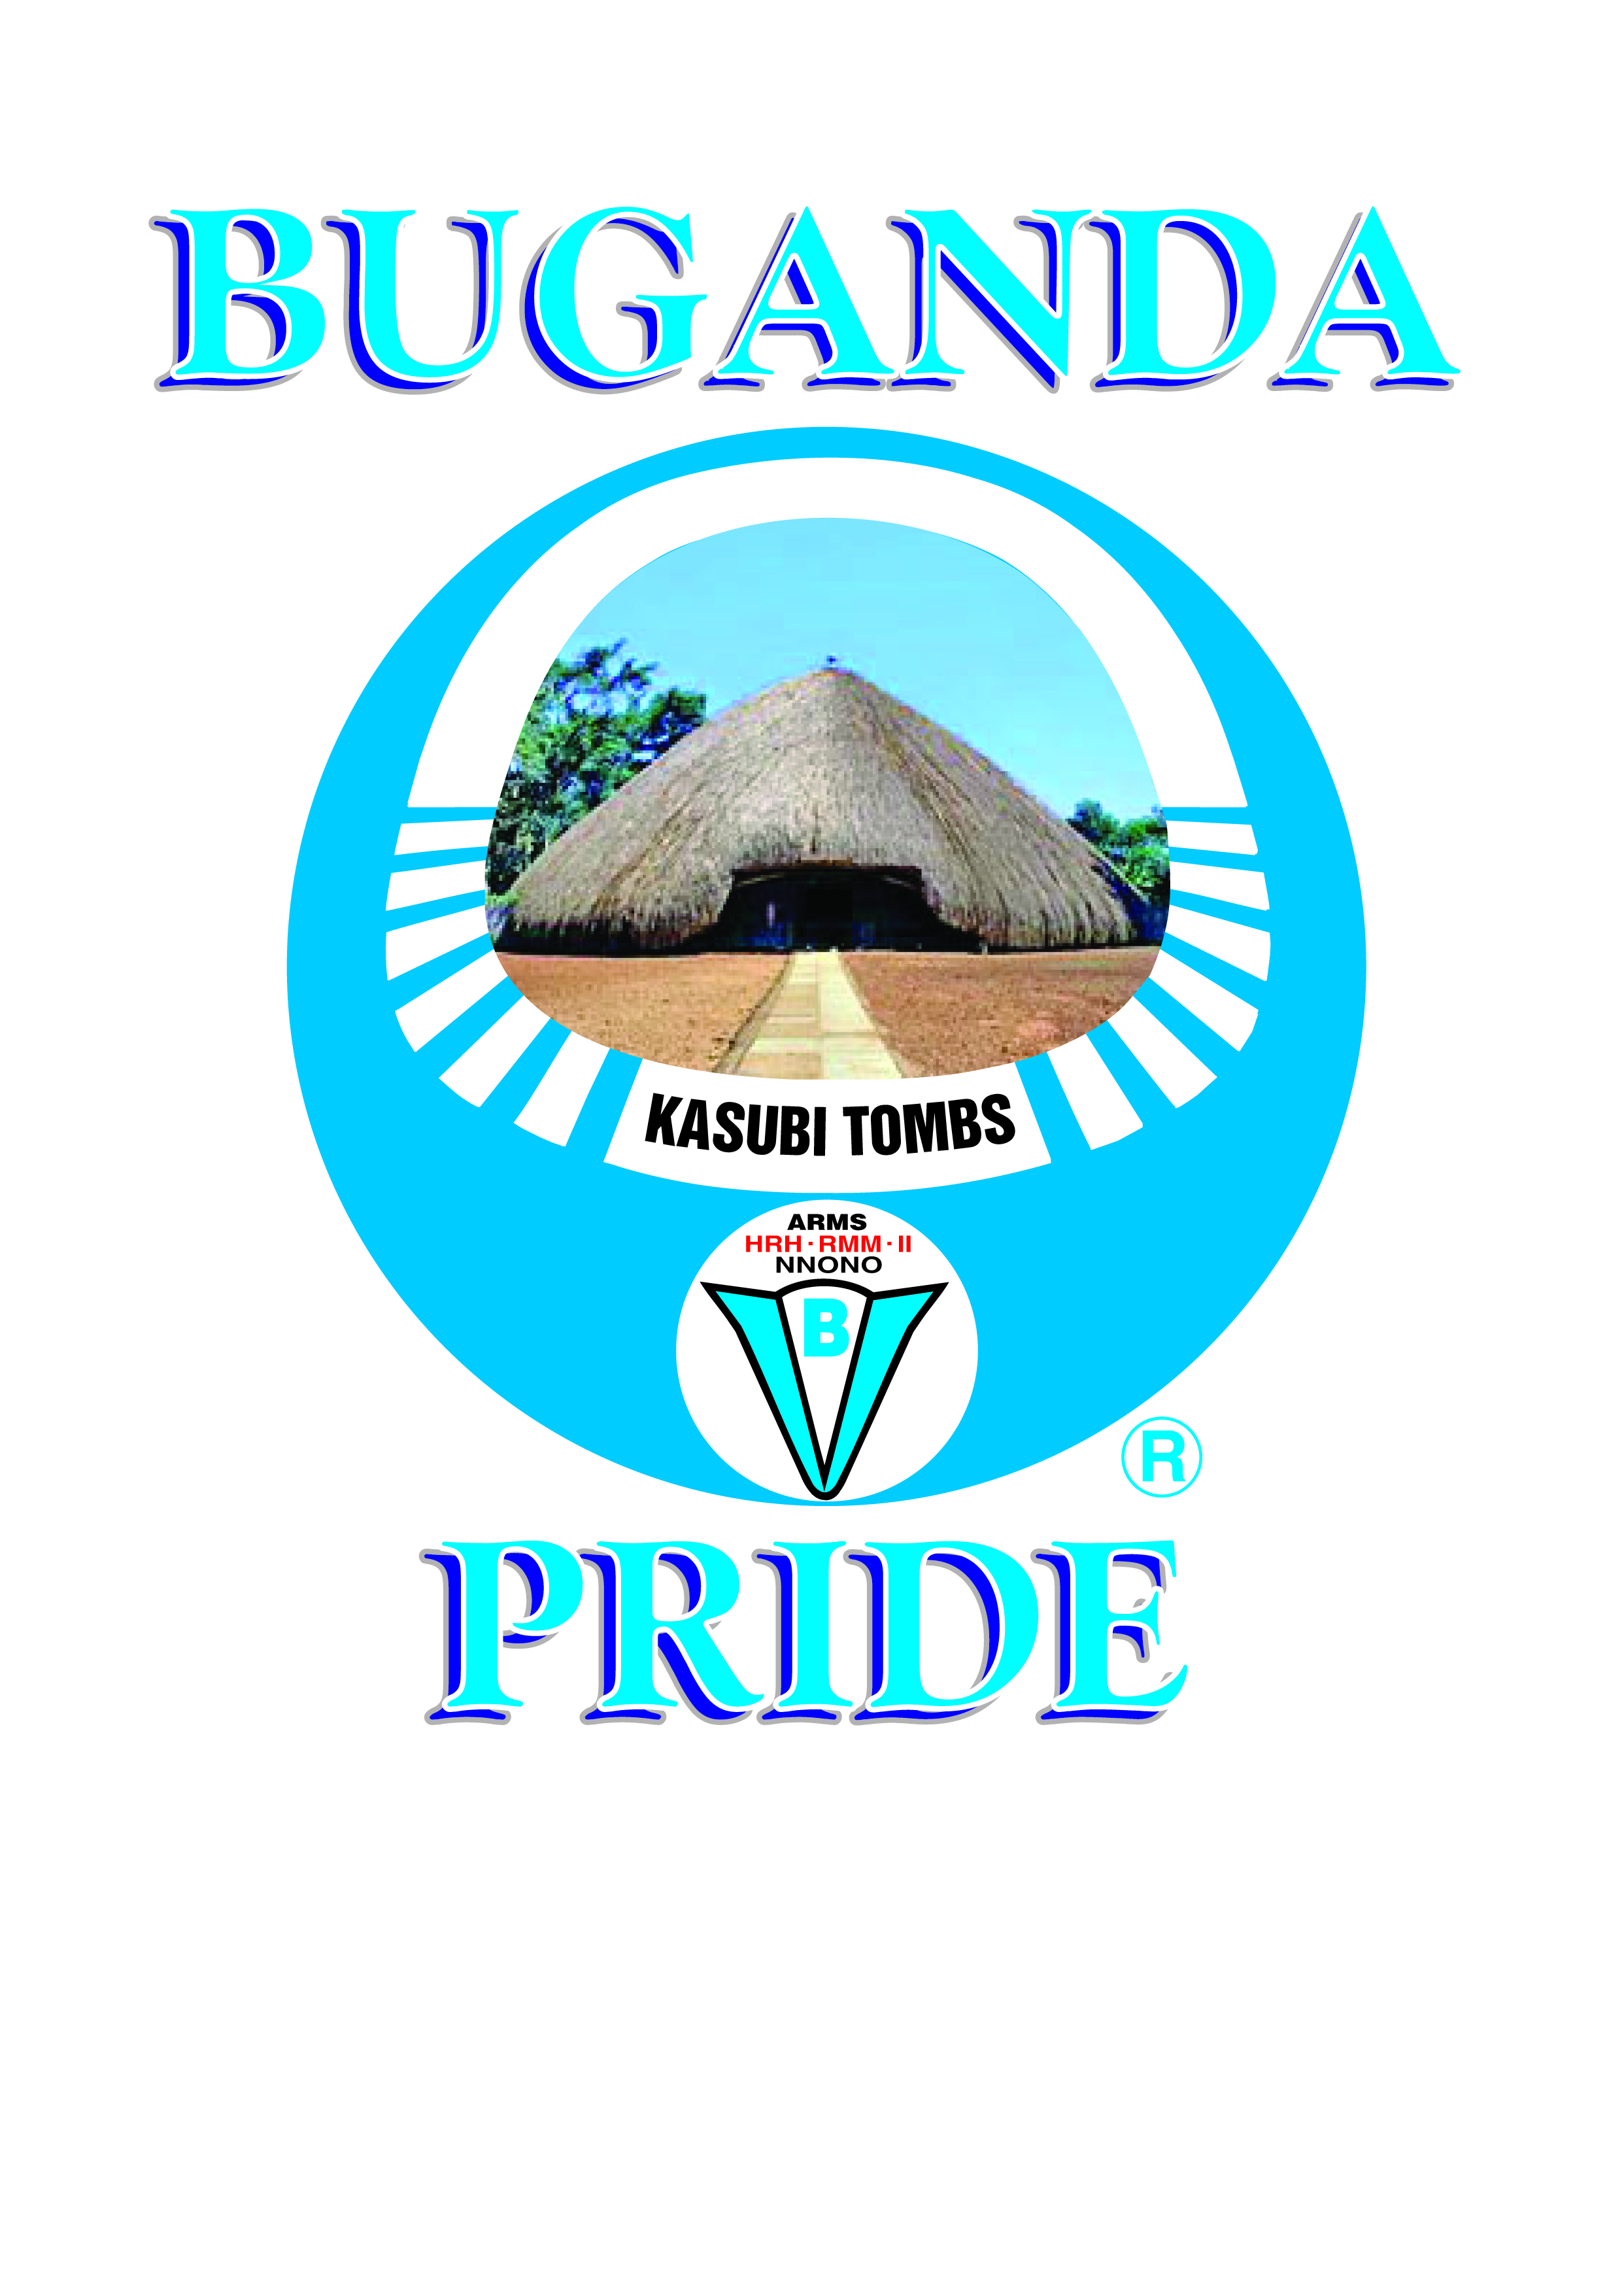 BUGANDA
KASUBI TOMBS
ARMS
HRH·RMM·II
NNONO
B
®
PRIDE